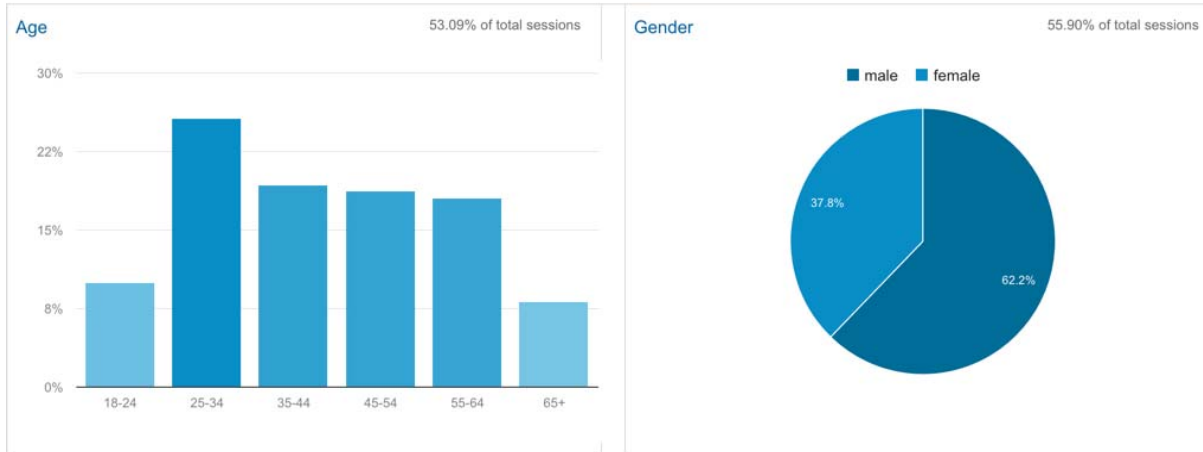 Age
53.09% of total sessions
30%
22%
15%
8%
0%
18-24 25-34 35-44 45-54 55-64 65+
Gender
55.90% of total sessions
male female
37.8%
62.2%